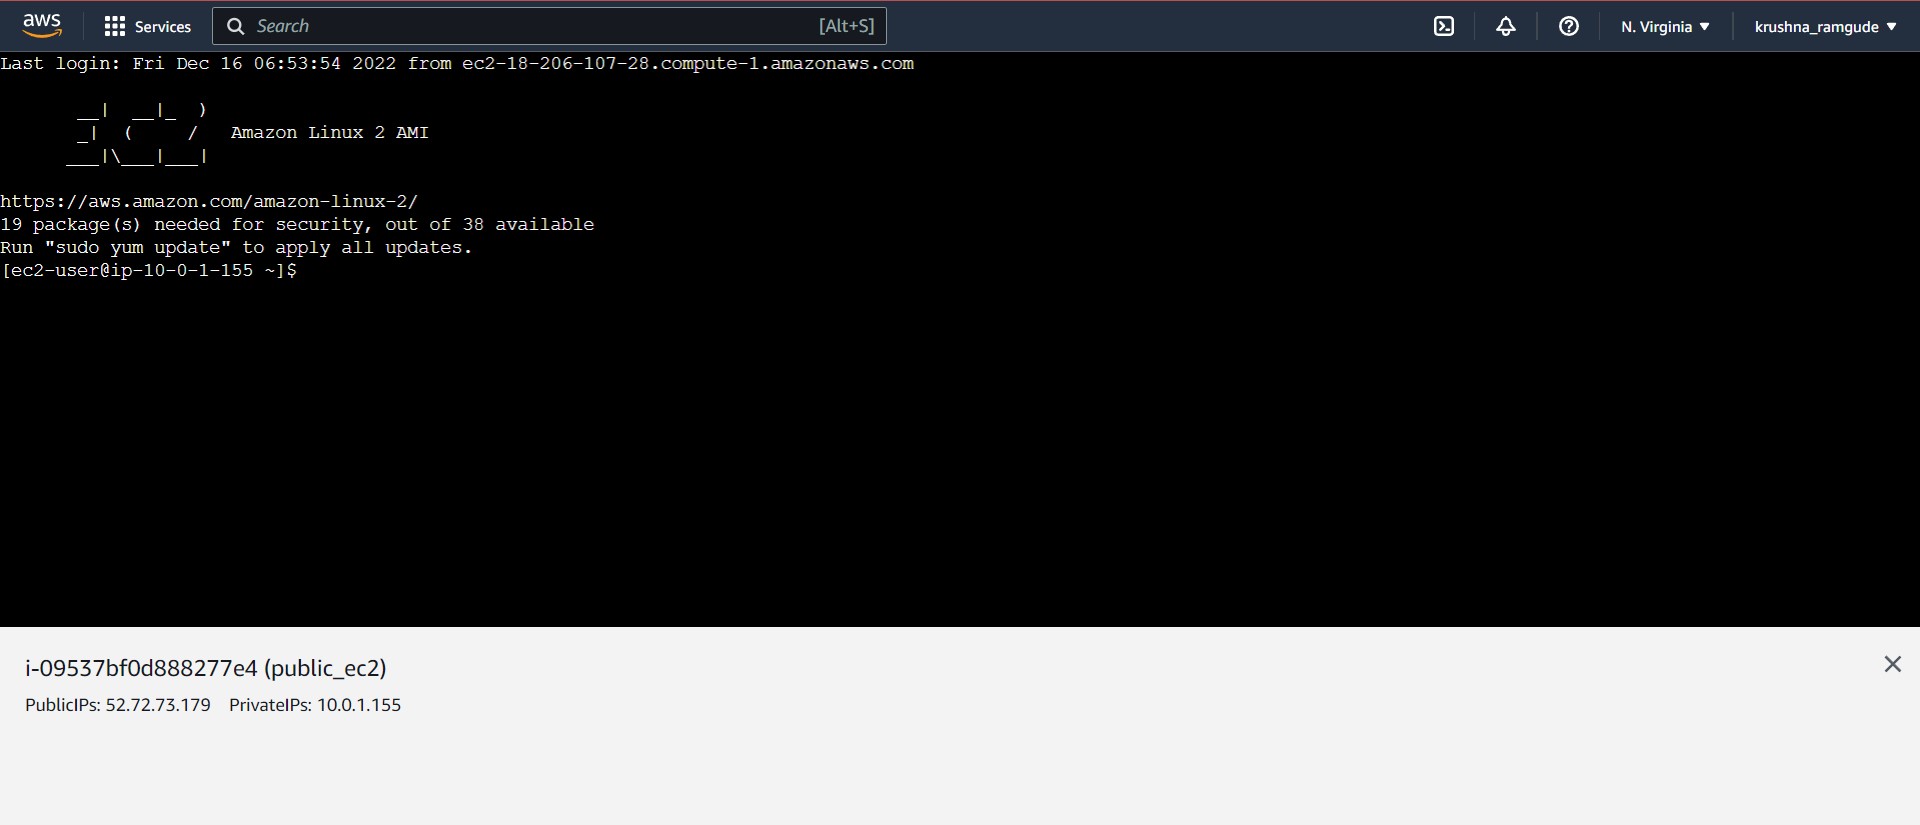 aws Services Search [Alt+S] N. Virginia krushna_ramgude
Last login: Fri Dec 16 06:53:54 2022 from ec2-18-206-107-28.compute-1.amazonaws.com
       __|  __|_  )
       _|  (     /   Amazon Linux 2 AMI
      ___|\___|___|
https://aws.amazon.com/amazon-linux-2/
19 package(s) needed for security, out of 38 available
Run "sudo yum update" to apply all updates.
[ec2-user@ip-10-0-1-155 ~]$
i-09537bf0d888277e4 (public_ec2)
PublicIPs: 52.72.73.179 PrivateIPs: 10.0.1.155